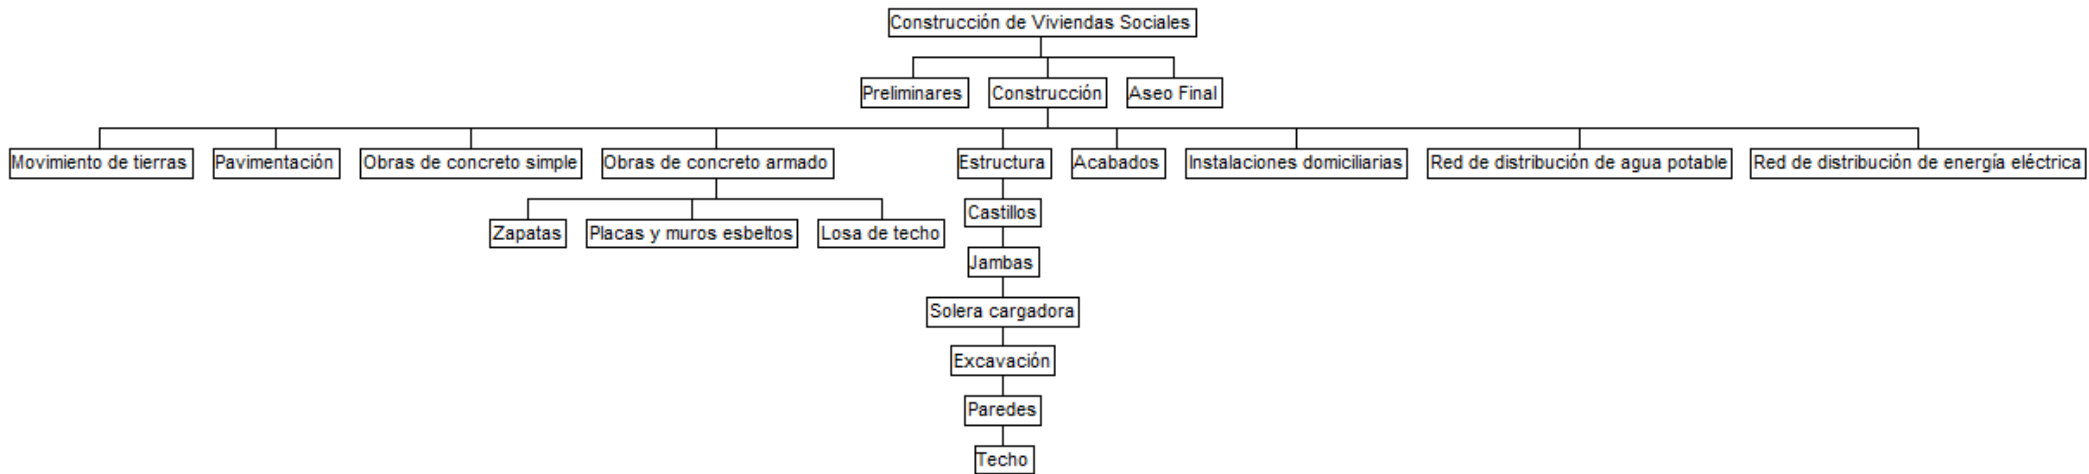 Construcción de Viviendas Sociales
Preliminares
Construcción
Aseo Final
Movimiento de tierras
Pavimentación
Obras de concreto simple
Obras de concreto armado
Estructura
Acabados
Instalaciones domiciliarias
Red de distribución de agua potable
Red de distribución de energía eléctrica
Zapatas
Placas y muros esbeltos
Losa de techo
Castillos
Jambas
Solera cargadora
Excavación
Paredes
Techo